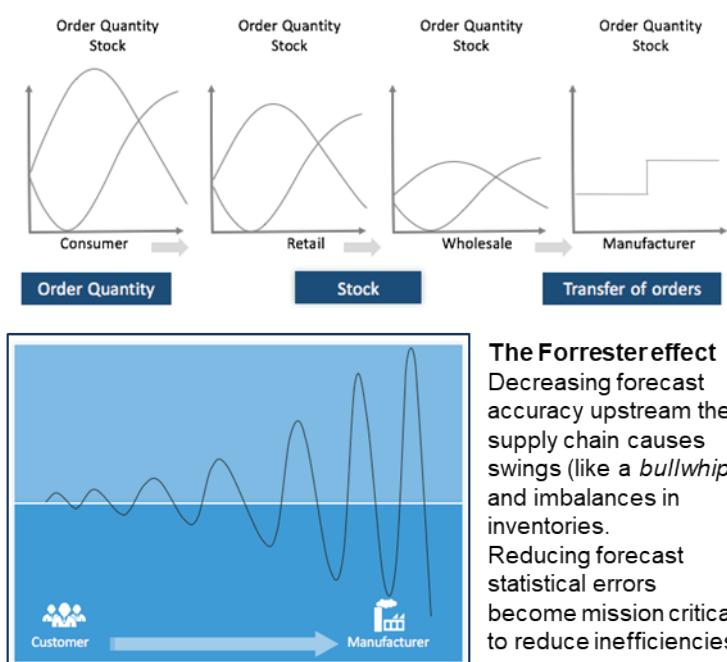 Order Quantity Stock
Order Quantity Stock
Order Quantity Stock
Order Quantity Stock
Consumer
Retail
Wholesale
Manufacturer
Order Quantity
Stock
Transfer of orders
The Forrester effect
Decreasing forecast
accuracy upstream the
supply chain causes
swings (like a bullwhip
and imbalances in
inventories.
Reducing forecast
statistical errors
become mission critica
to reduce inefficiencies
Customer
Manufacturer